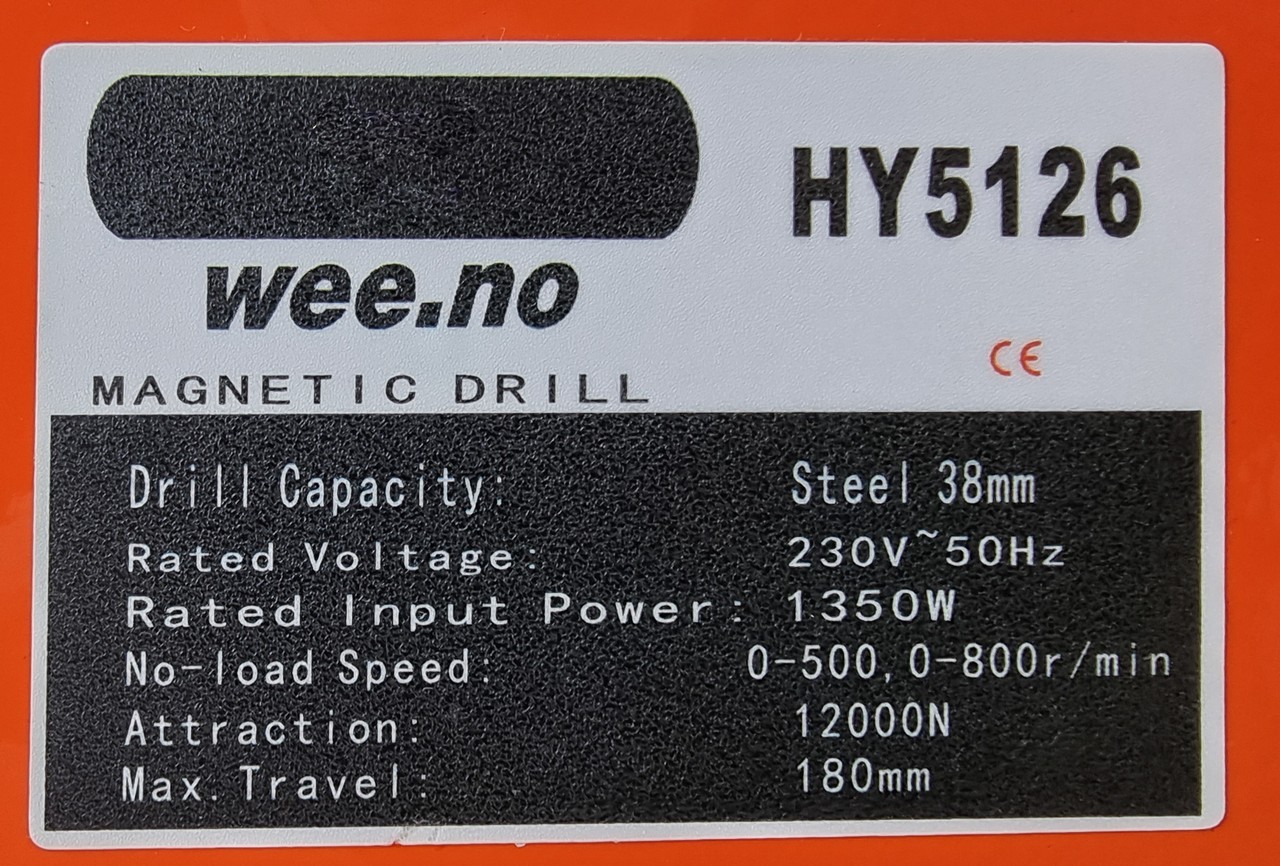 HY5126
wee.no
CE
MAGNETIC DRILL
Drill Capacity: Steel 38mm
Rated Voltage: 230V~50Hz
Rated Input Power: 1350W
No-load Speed: 0-500, 0-800r/min
Attraction: 12000N
Max. Travel: 180mm